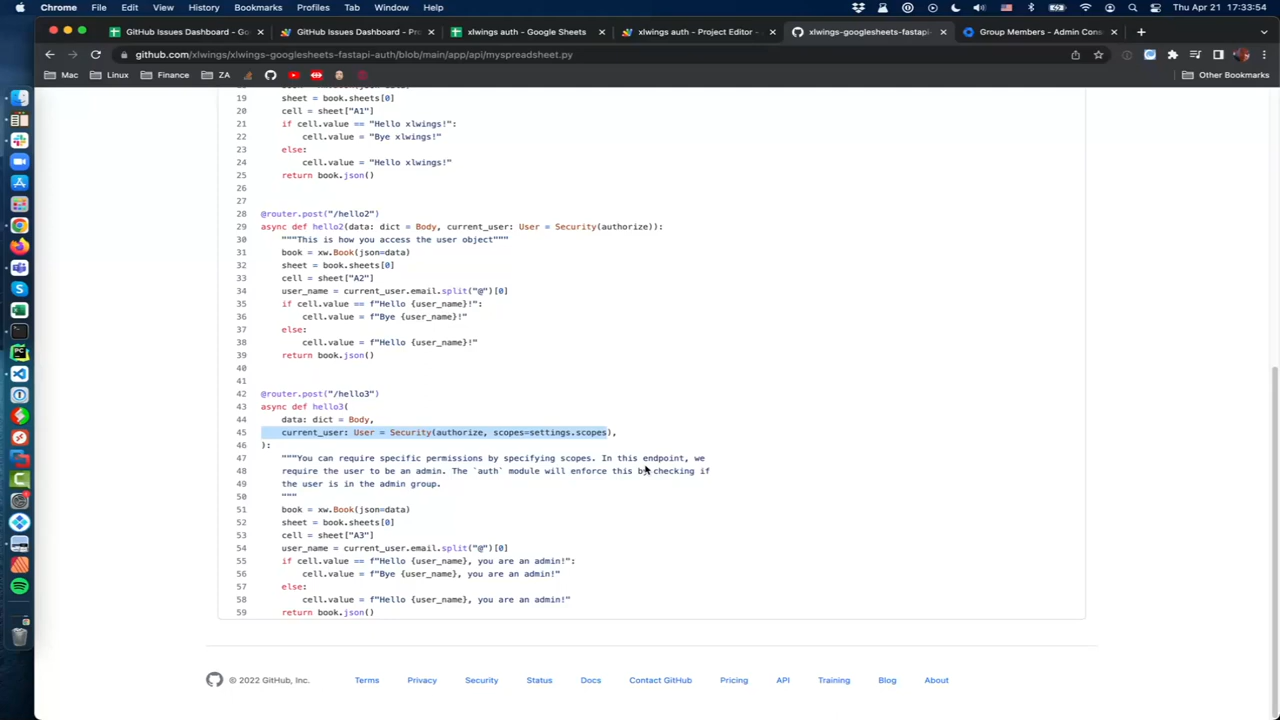 Chrome File Edit View History Bookmarks Profiles Tab Window Help Thu Apr 21 17:33:54
GitHub Issues Dashboard - Go
GitHub Issues Dashboard - Pro
xlwings auth - Google Sheets
xlwings auth - Project Editor -
xlwings-googlesheets-fastapi-
Group Members - Admin Cons
github.com/xlwings/xlwings-googlesheets-fastapi-auth/blob/main/app/api/myspreadsheet.py
Mac Linux Finance ZA Other Bookmarks
19 sheet = book.sheets[0]
20 cell = sheet["A1"]
21 if cell.value == "Hello xlwings!":
22 cell.value = "Bye xlwings!"
23 else:
24 cell.value = "Hello xlwings!"
25 return book.json()
26
27
28 @router.post("/hello2")
29 async def hello2(data: dict = Body, current_user: User = Security(authorize)):
30 """This is how you access the user object"""
31 book = xw.Book(json=data)
32 sheet = book.sheets[0]
33 cell = sheet["A2"]
34 user_name = current_user.email.split("@")[0]
35 if cell.value == f"Hello {user_name}!":
36 cell.value = f"Bye {user_name}!"
37 else:
38 cell.value = f"Hello {user_name}!"
39 return book.json()
40
41
42 @router.post("/hello3")
43 async def hello3(
44 data: dict = Body,
45 current_user: User = Security(authorize, scopes=settings.scopes),
46 ):
47 """You can require specific permissions by specifying scopes. In this endpoint, we
48 require the user to be an admin. The `auth` module will enforce this by checking if
49 the user is in the admin group.
50 """
51 book = xw.Book(json=data)
52 sheet = book.sheets[0]
53 cell = sheet["A3"]
54 user_name = current_user.email.split("@")[0]
55 if cell.value == f"Hello {user_name}, you are an admin!":
56 cell.value = f"Bye {user_name}, you are an admin!"
57 else:
58 cell.value = f"Hello {user_name}, you are an admin!"
59 return book.json()
© 2022 GitHub, Inc. Terms Privacy Security Status Docs Contact GitHub Pricing API Training Blog About